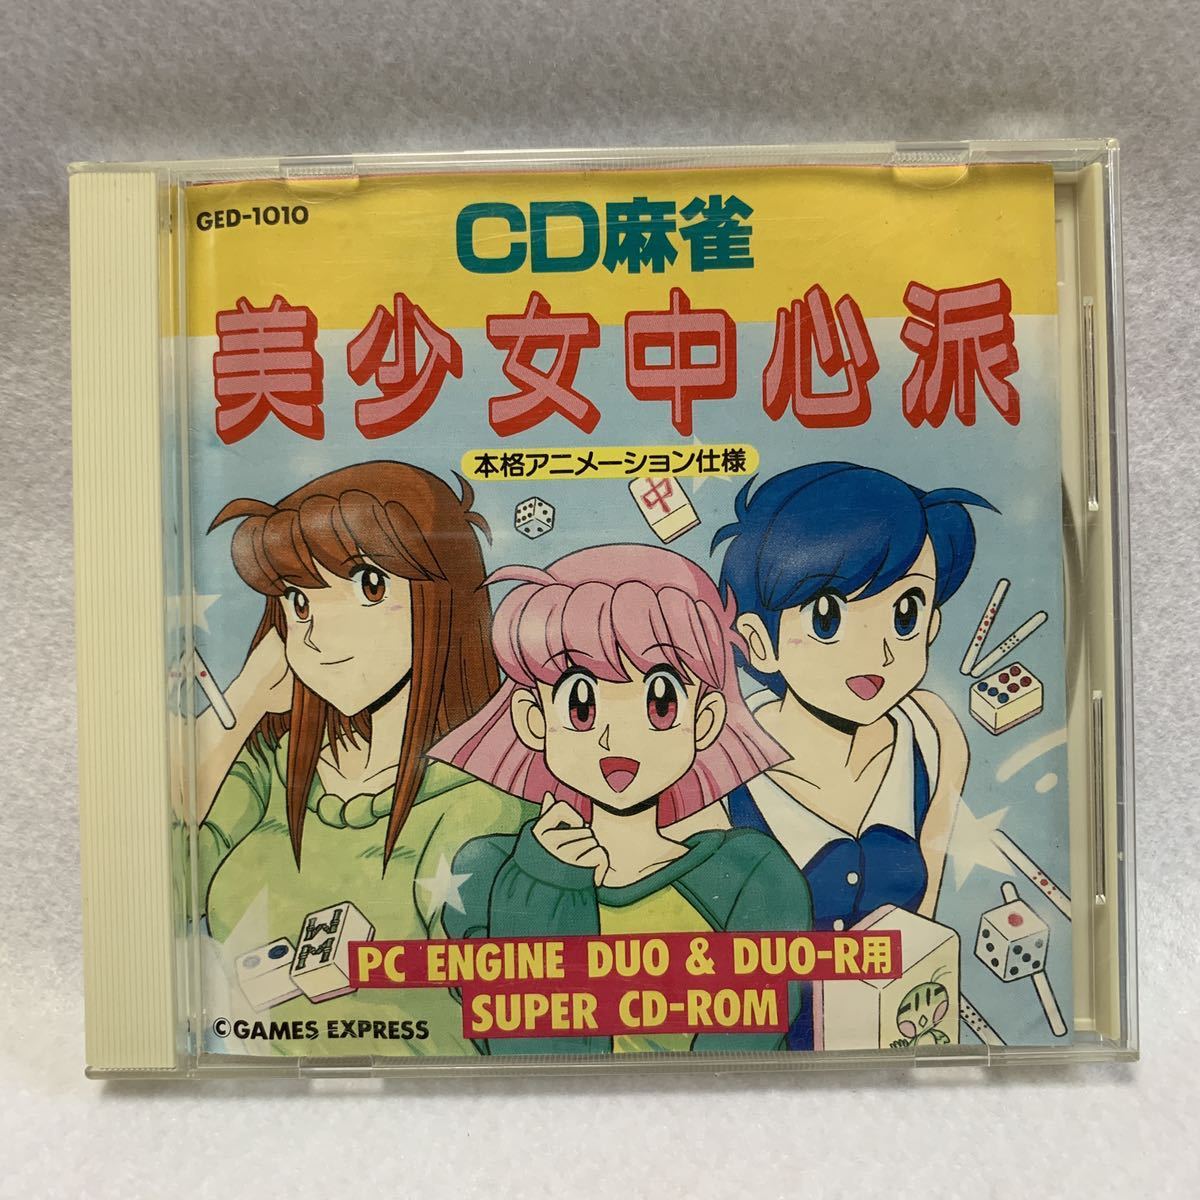 GED-1010
CD麻雀
美少女中心派
本格アニメーション仕様
中
PC ENGINE DUO & DUO-R用
SUPER CD-ROM
©GAMES EXPRESS